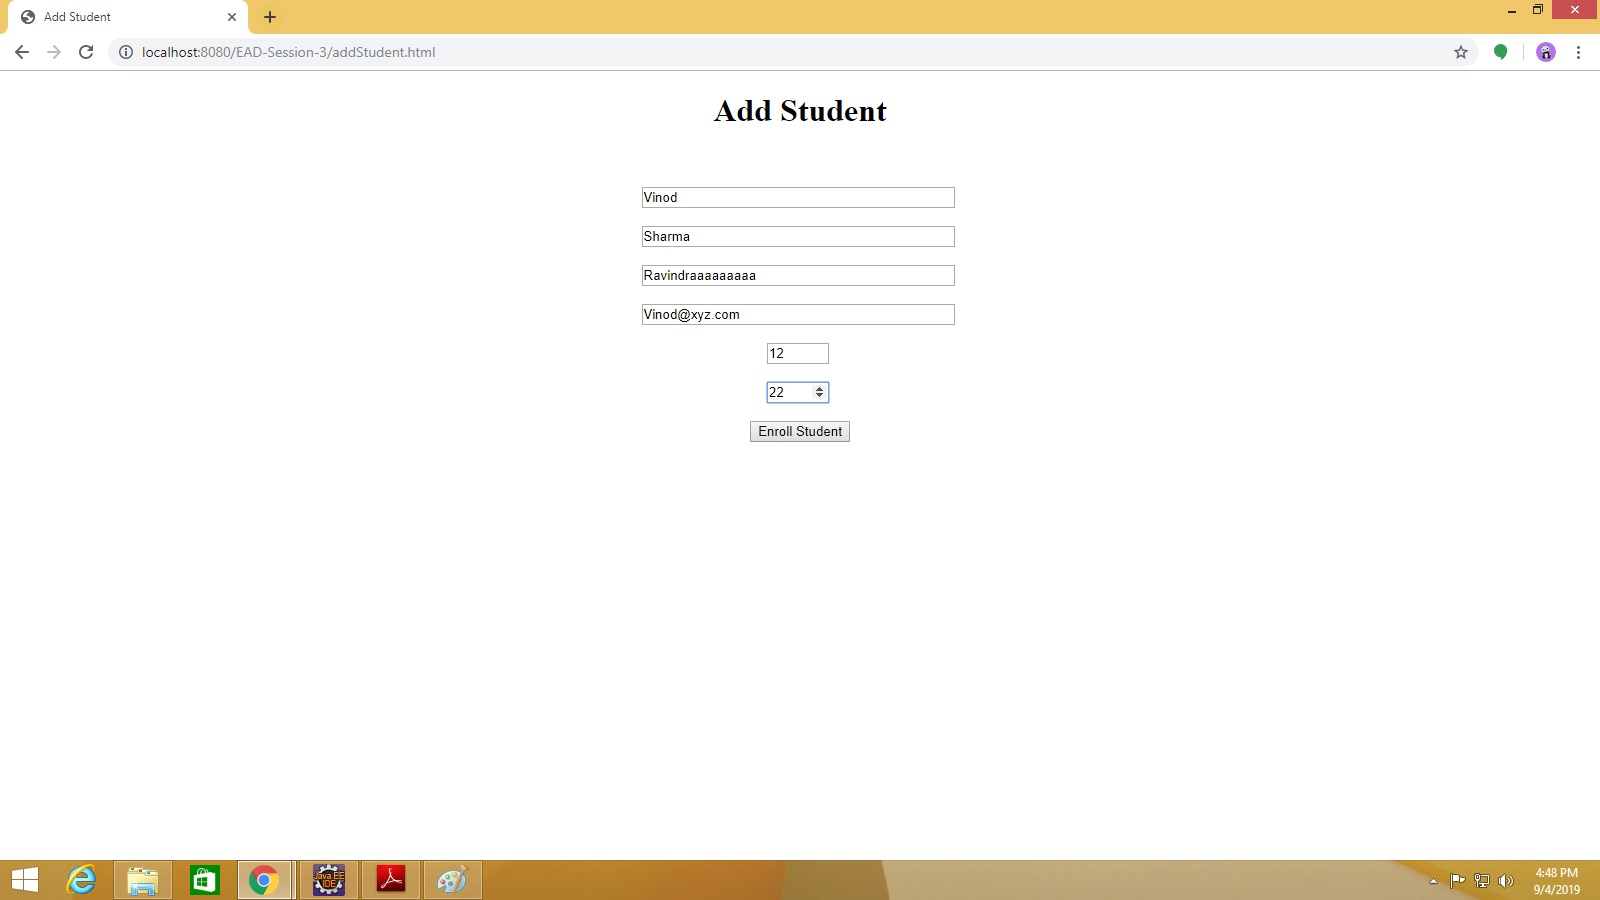 Add Student
localhost:8080/EAD-Session-3/addStudent.html
Add Student
Vinod
Sharma
Ravindraaaaaaaaa
Vinod@xyz.com
12
22
Enroll Student
Java EE
IDE
4:48 PM
9/4/2019